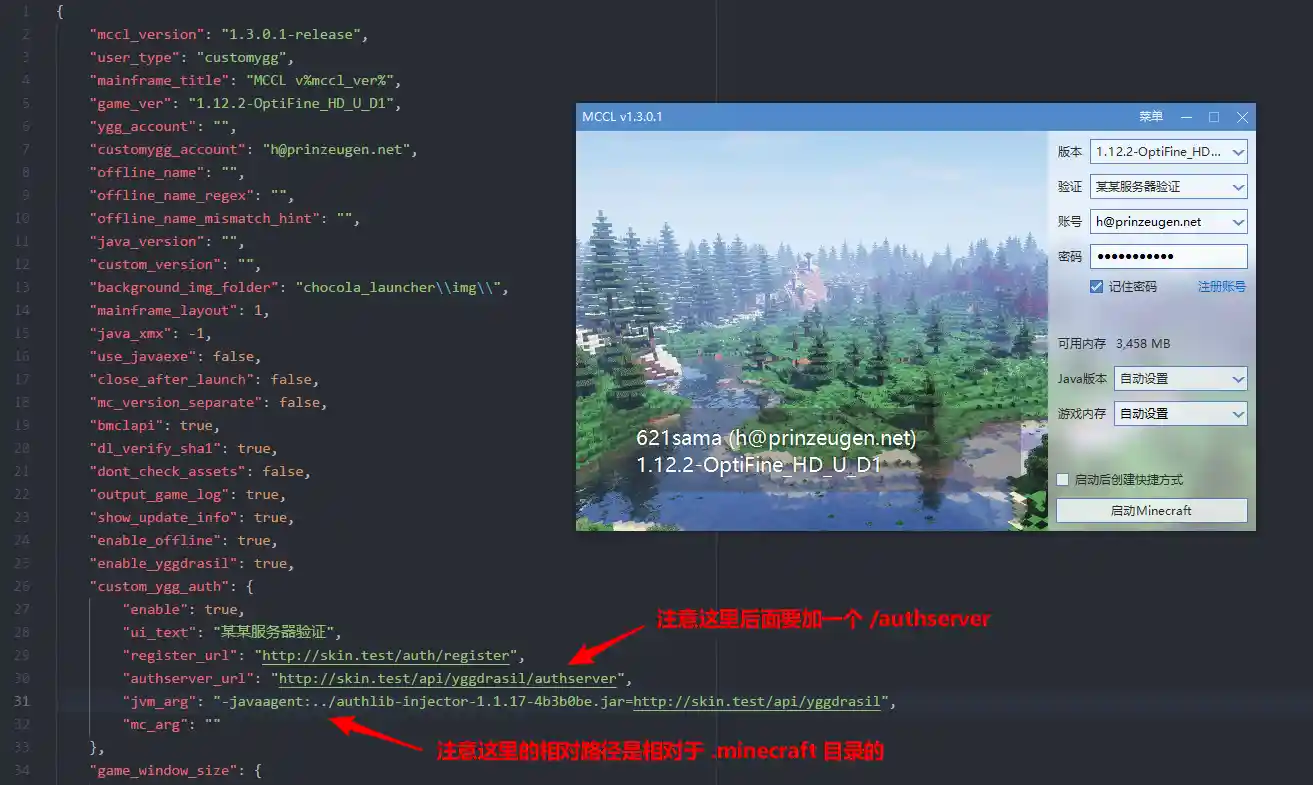 1 {
2 "mccl_version": "1.3.0.1-release",
3 "user_type": "customygg",
4 "mainframe_title": "MCCL v%mccl_ver%",
5 "game_ver": "1.12.2-OptiFine_HD_U_D1",
6 "ygg_account": "",
7 "customygg_account": "h@prinzeugen.net",
8 "offline_name": "",
9 "offline_name_regex": "",
10 "offline_name_mismatch_hint": "",
11 "java_version": "",
12 "custom_version": "",
13 "background_img_folder": "chocola_launcher\\img\\",
14 "mainframe_layout": 1,
15 "java_xmx": -1,
16 "use_javaexe": false,
17 "close_after_launch": false,
18 "mc_version_separate": false,
19 "bmclapi": true,
20 "dl_verify_sha1": true,
21 "dont_check_assets": false,
22 "output_game_log": true,
23 "show_update_info": true,
24 "enable_offline": true,
25 "enable_yggdrasil": true,
26 "custom_ygg_auth": {
27 "enable": true,
28 "ui_text": "某某服务器验证",
29 "register_url": "http://skin.test/auth/register",
30 "authserver_url": "http://skin.test/api/yggdrasil/authserver",
31 "jvm_arg": "-javaagent:../authlib-injector-1.1.17-4b3b0be.jar=http://skin.test/api/yggdrasil",
32 "mc_arg": ""
33 },
34 "game_window_size": {
MCCL v1.3.0.1 菜单
版本 1.12.2-OptiFine_HD...
验证 某某服务器验证
账号 h@prinzeugen.net
密码 •••••••••••
记住密码 注册账号
可用内存 3,458 MB
Java版本 自动设置
游戏内存 自动设置
621sama (h@prinzeugen.net)
1.12.2-OptiFine_HD_U_D1
启动后创建快捷方式
启动Minecraft
注意这里后面要加一个 /authserver
注意这里的相对路径是相对于 .minecraft 目录的